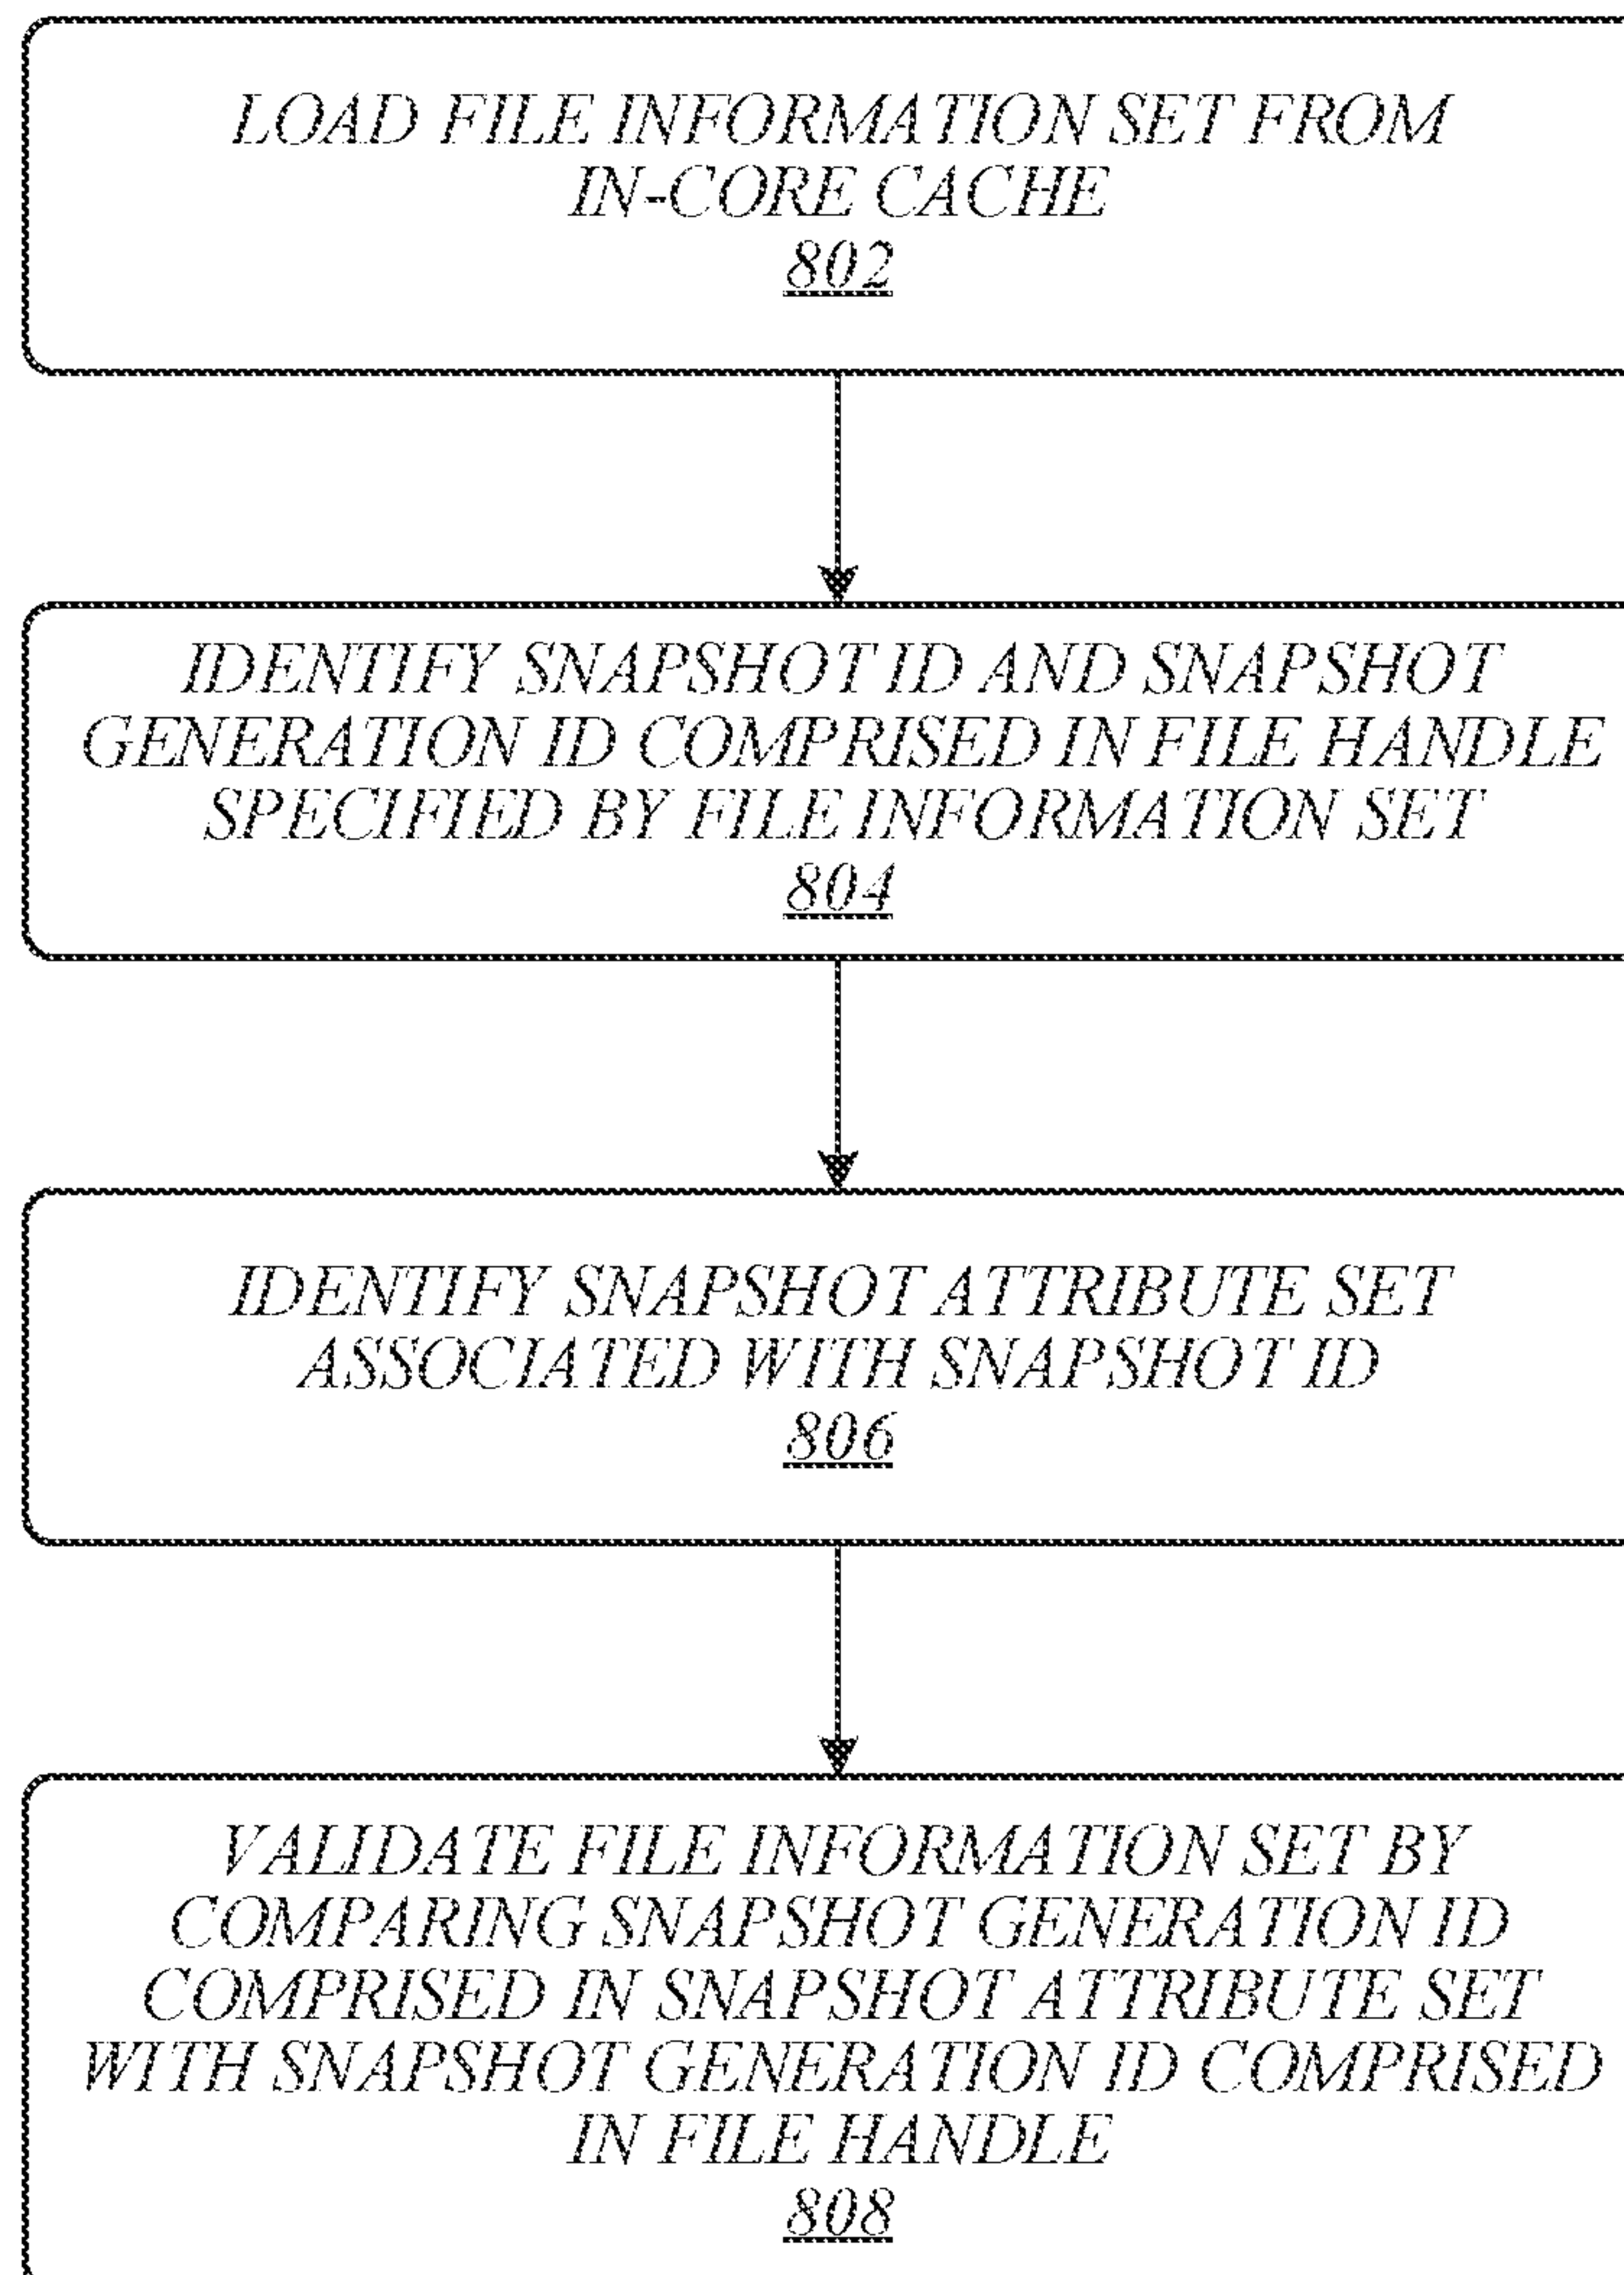 LOAD FILE INFORMATION SET FROM
IN-CORE CACHE
802
IDENTIFY SNAPSHOT ID AND SNAPSHOT
GENERATION ID COMPRISED IN FILE HANDLE
SPECIFIED BY FILE INFORMATION SET
804
IDENTIFY SNAPSHOT ATTRIBUTE SET
ASSOCIATED WITH SNAPSHOT ID
806
VALIDATE FILE INFORMATION SET BY
COMPARING SNAPSHOT GENERATION ID
COMPRISED IN SNAPSHOT ATTRIBUTE SET
WITH SNAPSHOT GENERATION ID COMPRISED
IN FILE HANDLE
808